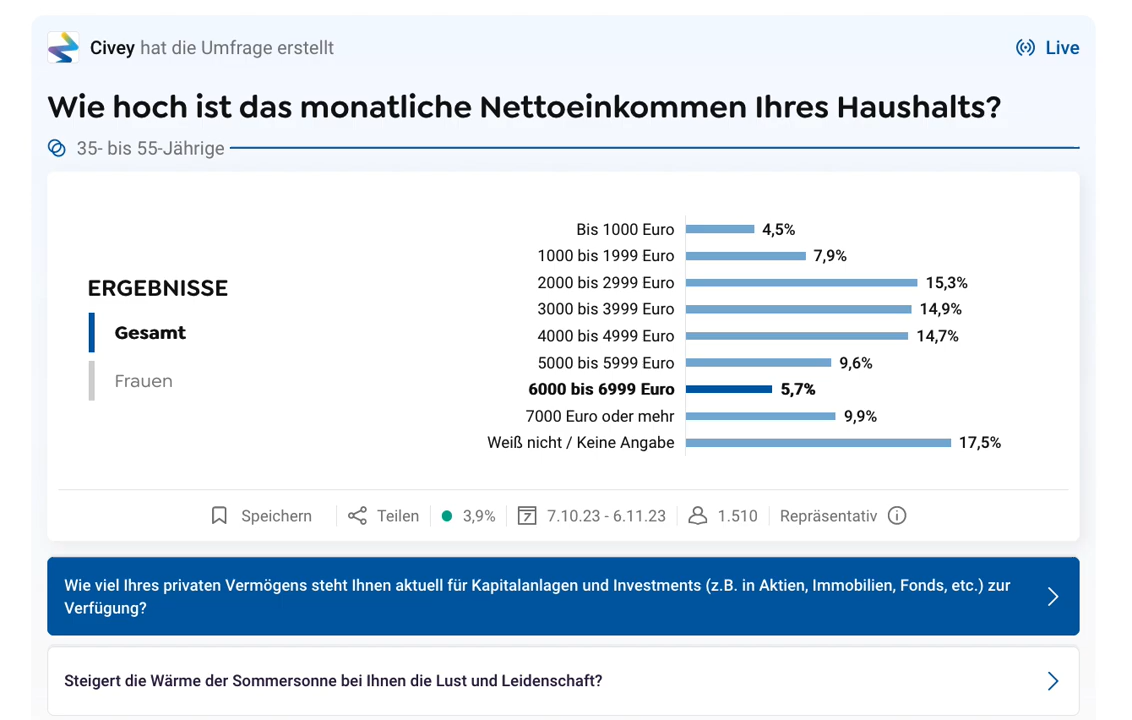 Civey hat die Umfrage erstellt
Live
Wie hoch ist das monatliche Nettoeinkommen Ihres Haushalts?
35- bis 55-Jährige
ERGEBNISSE
Gesamt
Frauen
Bis 1000 Euro 4,5%
1000 bis 1999 Euro 7,9%
2000 bis 2999 Euro 15,3%
3000 bis 3999 Euro 14,9%
4000 bis 4999 Euro 14,7%
5000 bis 5999 Euro 9,6%
6000 bis 6999 Euro 5,7%
7000 Euro oder mehr 9,9%
Weiß nicht / Keine Angabe 17,5%
Speichern Teilen 3,9% 7 7.10.23 - 6.11.23 1.510 Repräsentativ
Wie viel Ihres privaten Vermögens steht Ihnen aktuell für Kapitalanlagen und Investments (z.B. in Aktien, Immobilien, Fonds, etc.) zur
Verfügung?
Steigert die Wärme der Sommersonne bei Ihnen die Lust und Leidenschaft?